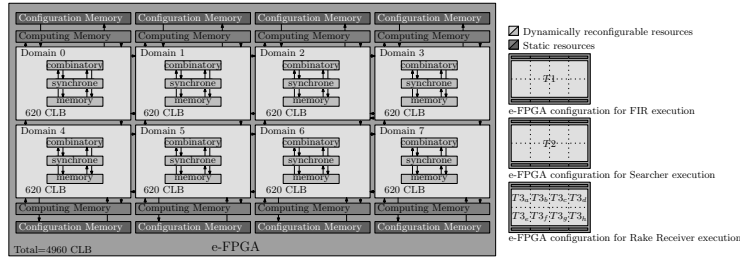 Configuration Memory Configuration Memory Configuration Memory Configuration Memory
Computing Memory Computing Memory Computing Memory Computing Memory
Domain 0 Domain 1 Domain 2 Domain 3
combinatory combinatory combinatory combinatory
synchrone synchrone synchrone synchrone
memory memory memory memory
620 CLB 620 CLB 620 CLB 620 CLB
Domain 4 Domain 5 Domain 6 Domain 7
combinatory combinatory combinatory combinatory
synchrone synchrone synchrone synchrone
memory memory memory memory
620 CLB 620 CLB 620 CLB 620 CLB
Computing Memory Computing Memory Computing Memory Computing Memory
Configuration Memory Configuration Memory Configuration Memory Configuration Memory
Total=4960 CLB e-FPGA
Dynamically reconfigurable resources
Static resources
T1
e-FPGA configuration for FIR execution
T2
e-FPGA configuration for Searcher execution
T3a T3b T3c T3d
T3e T3f T3g T3h
e-FPGA configuration for Rake Receiver execution